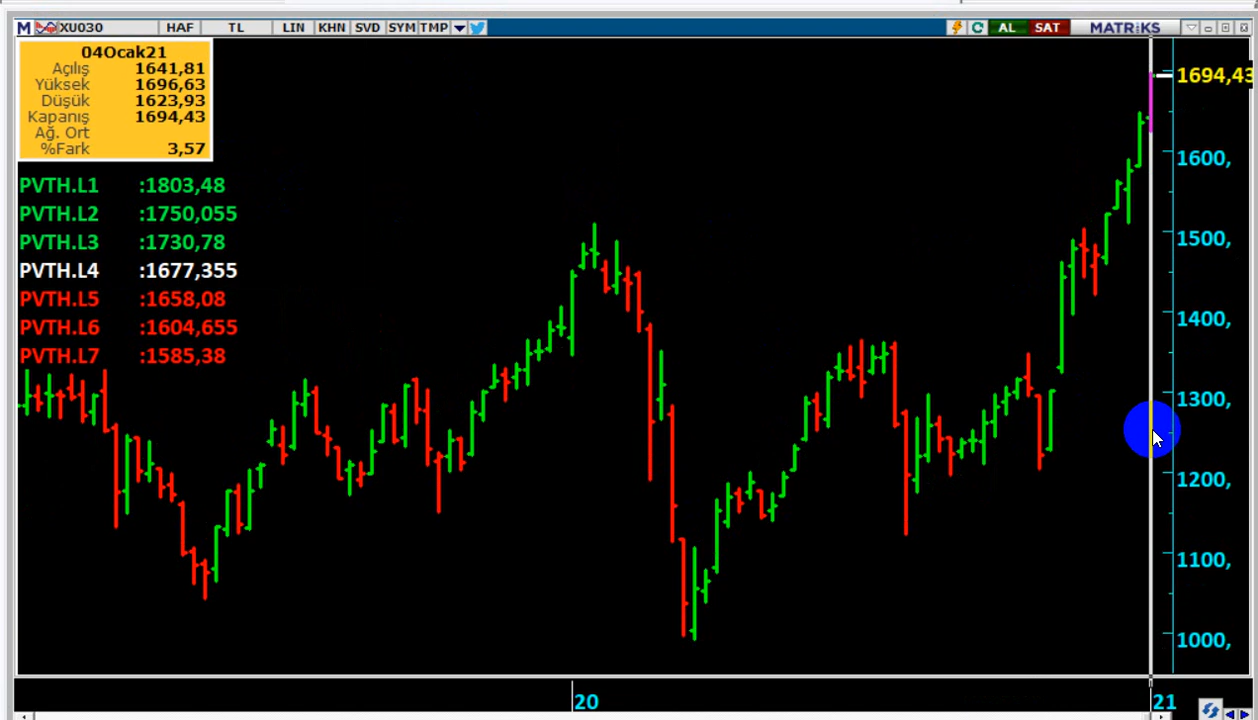 M XU030 HAF TL LIN KHN SVD SYM TMP AL SAT MATRIKS
04Ocak21
Açılış 1641,81
Yüksek 1696,63
Düşük 1623,93
Kapanış 1694,43
Ağ. Ort
%Fark 3,57
PVTH.L1 :1803,48
PVTH.L2 :1750,055
PVTH.L3 :1730,78
PVTH.L4 :1677,355
PVTH.L5 :1658,08
PVTH.L6 :1604,655
PVTH.L7 :1585,38
1694,43
1600,
1500,
1400,
1300,
1200,
1100,
1000,
20 21